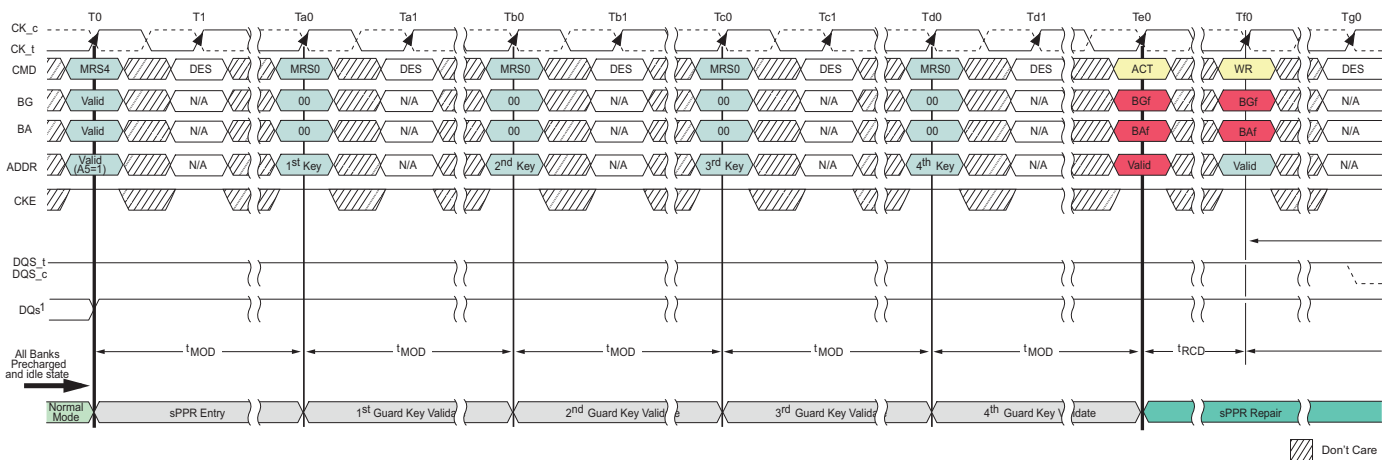 T0 T1 Ta0 Ta1 Tb0 Tb1 Tc0 Tc1 Td0 Td1 Te0 Tf0 Tg0
CK_c
CK_t
CMD MRS4 DES MRS0 DES MRS0 DES MRS0 DES MRS0 DES ACT WR DES
BG Valid N/A 00 N/A 00 N/A 00 N/A 00 N/A BGf BGf N/A
BA Valid N/A 00 N/A 00 N/A 00 N/A 00 N/A BAf BAf N/A
ADDR Valid (A5=1) N/A 1st Key N/A 2nd Key N/A 3rd Key N/A 4th Key N/A Valid Valid N/A
CKE
DQS_t
DQS_c
DQs1
tMOD tMOD tMOD tMOD tMOD tRCD
All Banks
Precharged
and idle state
Normal Mode sPPR Entry 1st Guard Key Valida 2nd Guard Key Valid e 3rd Guard Key Valida 4th Guard Key V date sPPR Repair
Don't Care